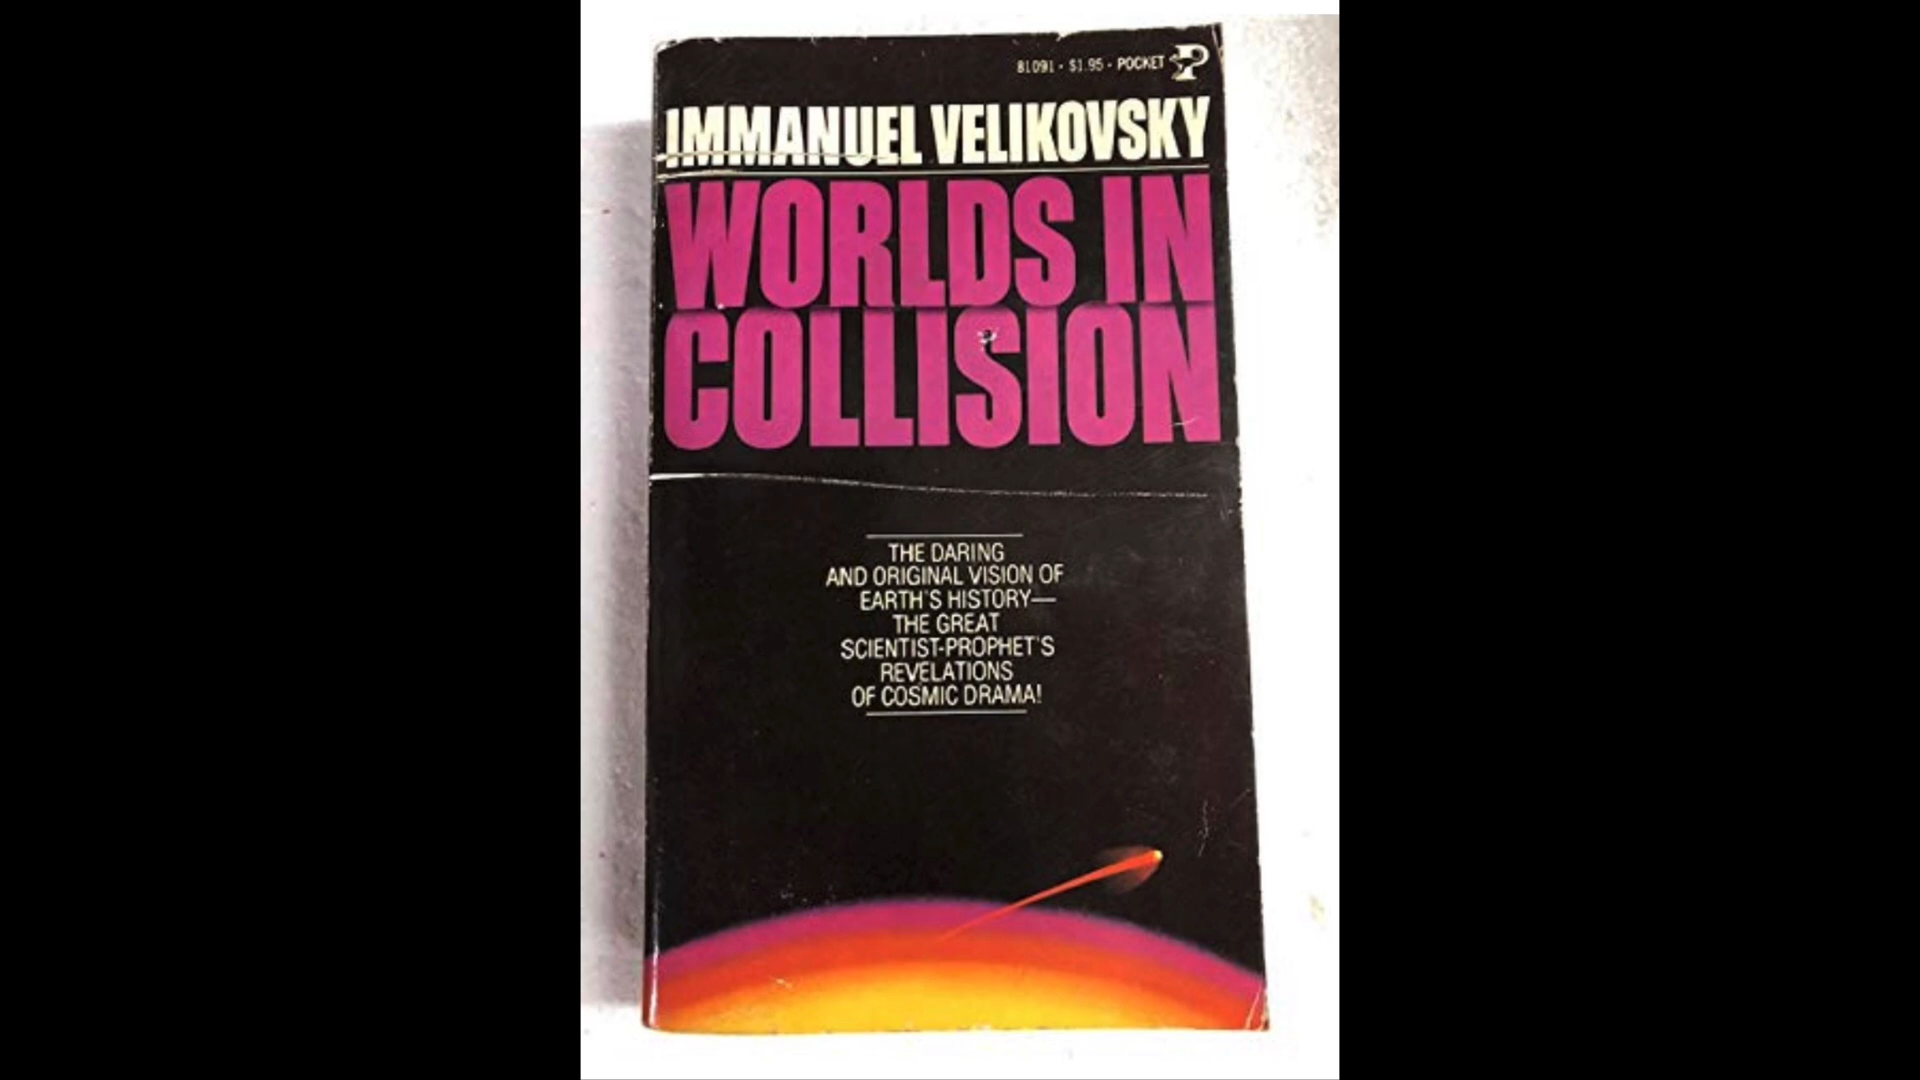 81091 · $1.95 · POCKET
IMMANUEL VELIKOVSKY
WORLDS IN
COLLISION
THE DARING
AND ORIGINAL VISION OF
EARTH'S HISTORY—
THE GREAT
SCIENTIST-PROPHET'S
REVELATIONS
OF COSMIC DRAMA!